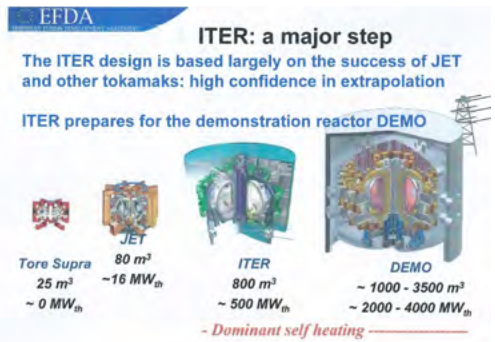 EFDA
ITER: a major step
The ITER design is based largely on the success of JET
and other tokamaks: high confidence in extrapolation
ITER prepares for the demonstration reactor DEMO
Tore Supra
25 m³
~ 0 MWth
JET
80 m³
~16 MWth
ITER
800 m³
~ 500 MWth
DEMO
~ 1000 - 3500 m³
~ 2000 - 4000 MWth
- Dominant self heating -